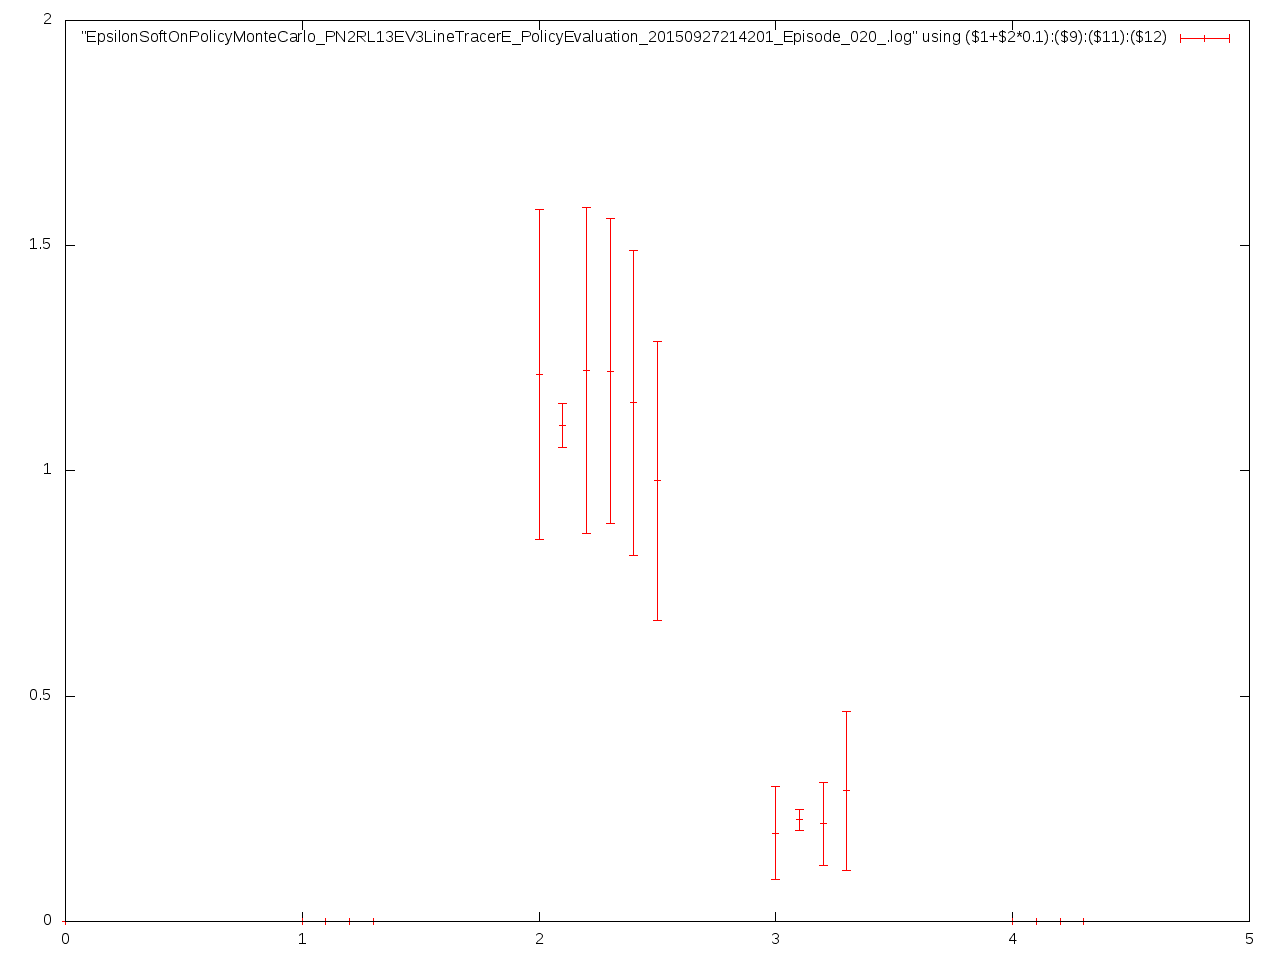 2
"EpsilonSoftOnPolicyMonteCarlo_PN2RL13EV3LineTracerE_PolicyEvaluation_20150927214201_Episode_020_.log" using ($1+$2*0.1):($9):($11):($12)
1.5
1
0.5
0
0 1 2 3 4 5